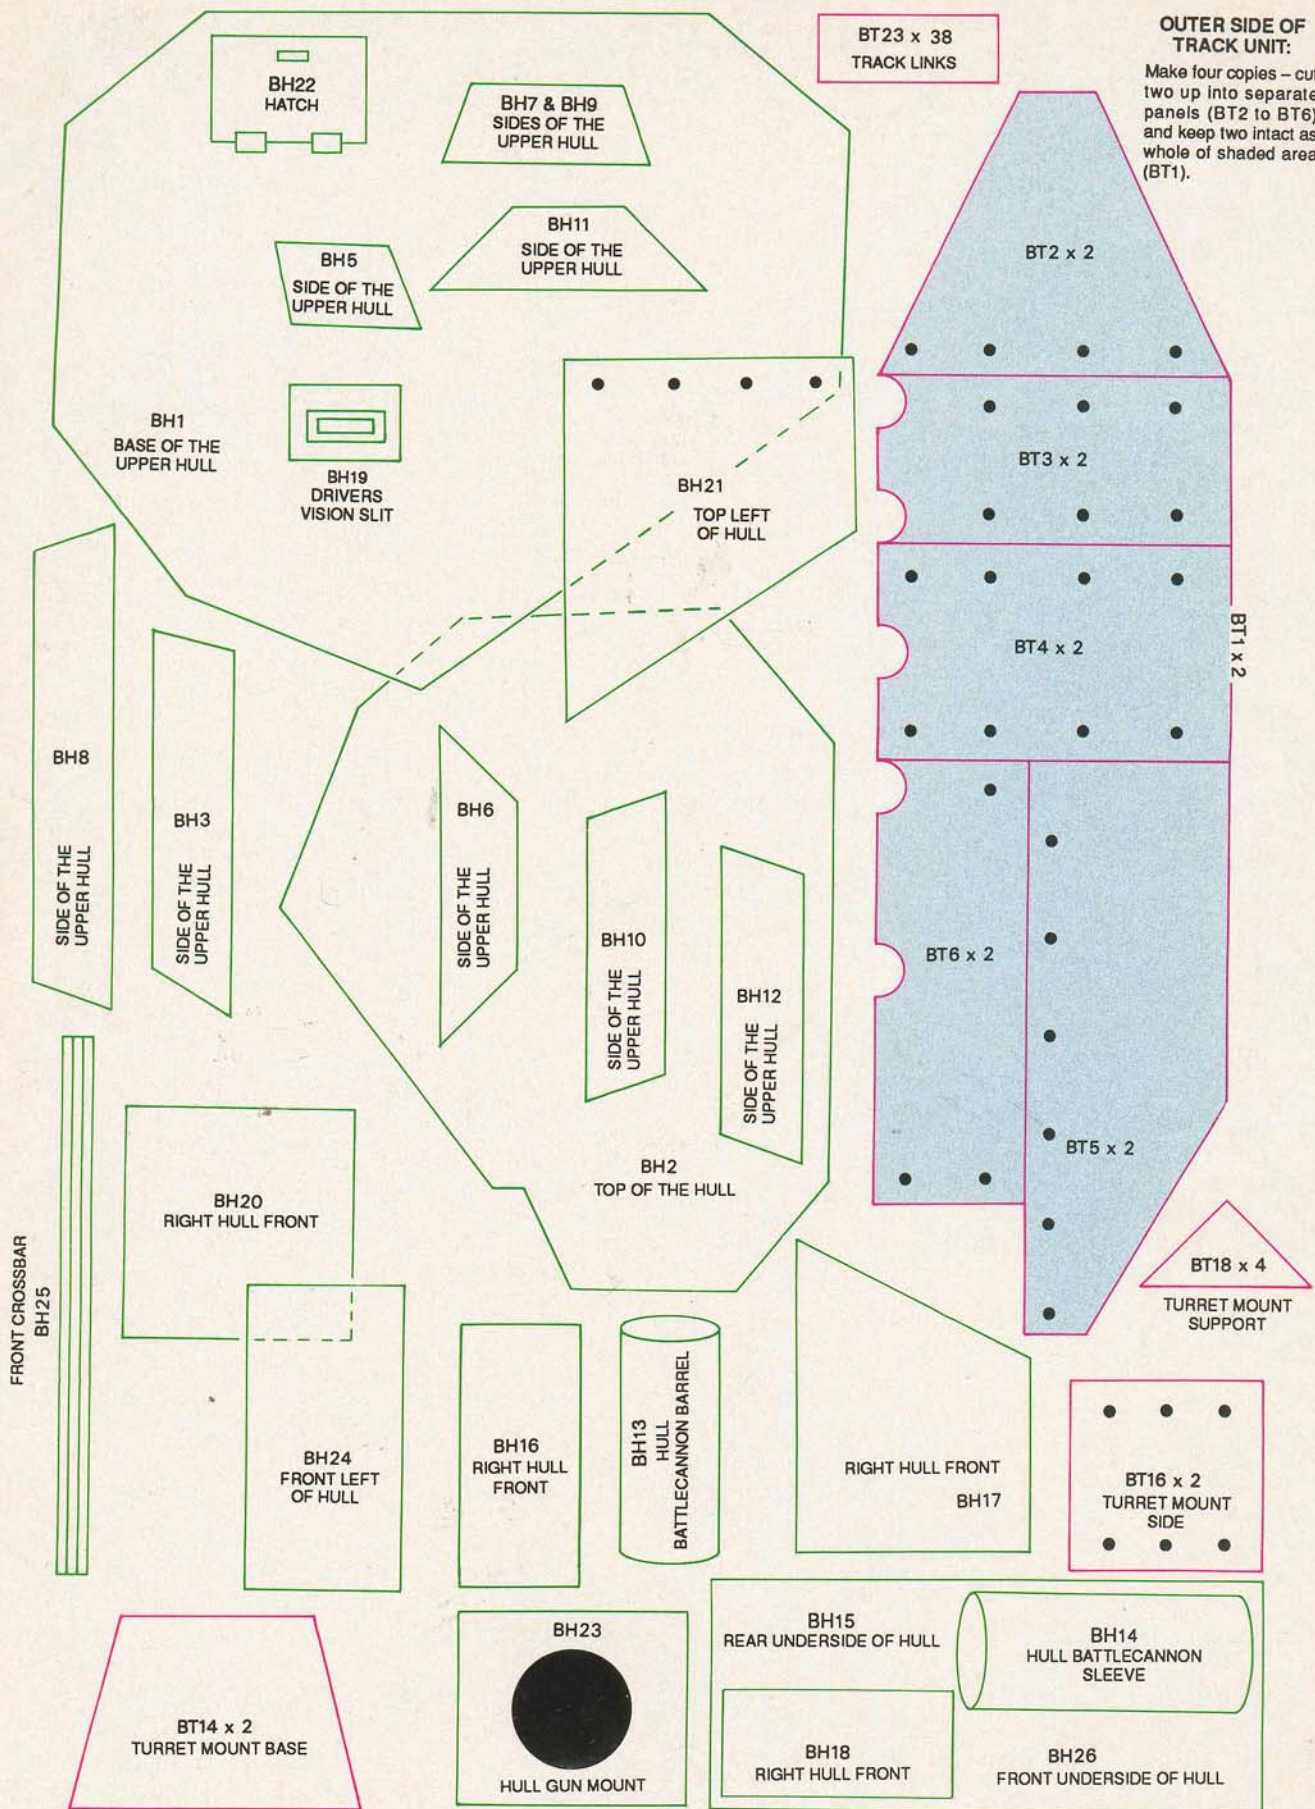 BT23 x 38
TRACK LINKS
OUTER SIDE OF
TRACK UNIT:
Make four copies – cut
two up into separate
panels (BT2 to BT6)
and keep two intact as
whole of shaded area
(BT1).
BH22
HATCH
BH7 & BH9
SIDES OF THE
UPPER HULL
BH11
SIDE OF THE
UPPER HULL
BH5
SIDE OF THE
UPPER HULL
BT2 x 2
BH1
BASE OF THE
UPPER HULL
BH19
DRIVERS
VISION SLIT
BH21
TOP LEFT
OF HULL
BT3 x 2
BT4 x 2
BT1 x 2
BH8
SIDE OF THE
UPPER HULL
BH3
SIDE OF THE
UPPER HULL
BH6
SIDE OF THE
UPPER HULL
BH10
SIDE OF THE
UPPER HULL
BH12
SIDE OF THE
UPPER HULL
BT6 x 2
BT5 x 2
BH2
TOP OF THE HULL
BH20
RIGHT HULL FRONT
FRONT CROSSBAR
BH25
BT18 x 4
TURRET MOUNT
SUPPORT
BH24
FRONT LEFT
OF HULL
BH16
RIGHT HULL
FRONT
BH13
HULL
BATTLECANNON BARREL
RIGHT HULL FRONT
BH17
BT16 x 2
TURRET MOUNT
SIDE
BT14 x 2
TURRET MOUNT BASE
BH23
HULL GUN MOUNT
BH15
REAR UNDERSIDE OF HULL
BH14
HULL BATTLECANNON
SLEEVE
BH18
RIGHT HULL FRONT
BH26
FRONT UNDERSIDE OF HULL